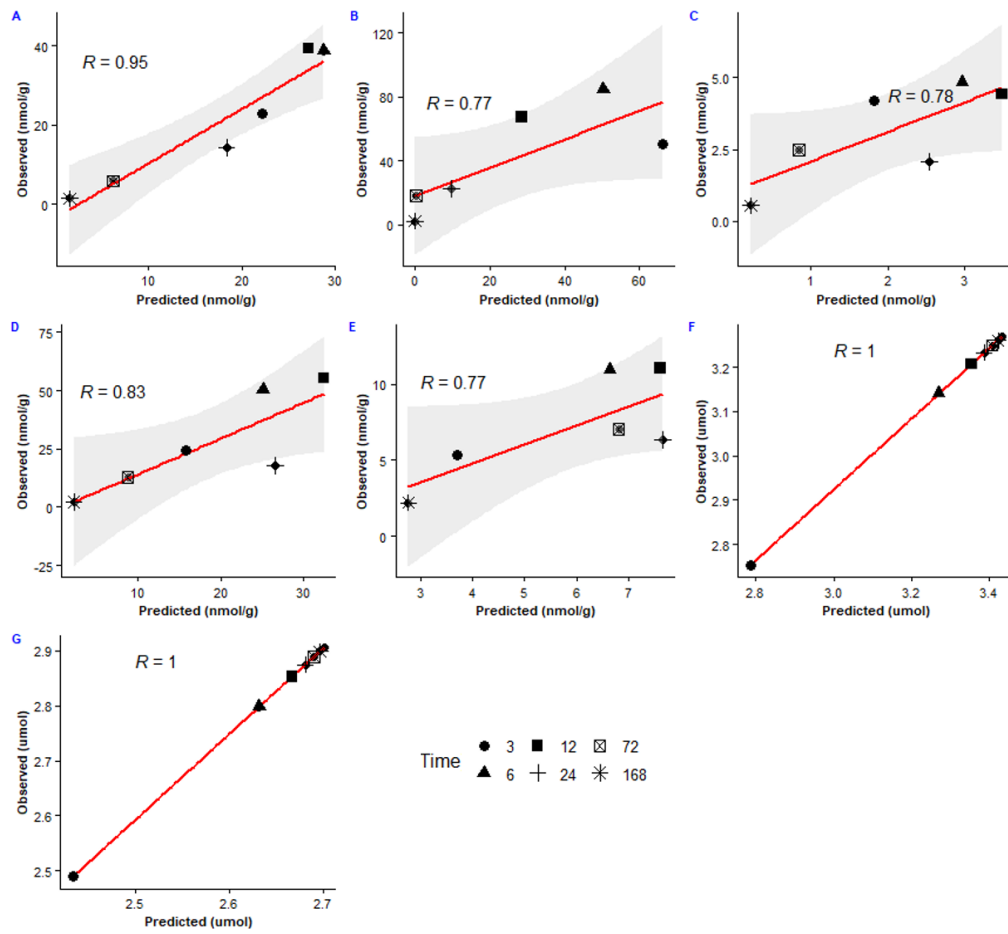 A
R = 0.95
40
20
0
Observed (nmol/g)
0
10
20
30
Predicted (nmol/g)
B
R = 0.77
120
80
40
0
Observed (nmol/g)
0
20
40
60
Predicted (nmol/g)
C
R = 0.78
5.0
2.5
0.0
Observed (nmol/g)
1
2
3
Predicted (nmol/g)
D
R = 0.83
75
50
25
0
-25
Observed (nmol/g)
10
20
30
Predicted (nmol/g)
E
R = 0.77
10
5
0
Observed (nmol/g)
3
4
5
6
7
Predicted (nmol/g)
F
R = 1
3.2
3.1
3.0
2.9
2.8
Observed (umol)
2.8
3.0
3.2
3.4
Predicted (umol)
G
R = 1
2.9
2.8
2.7
2.6
2.5
Observed (umol)
2.5
2.6
2.7
Predicted (umol)
Time
3 12 72
6 24 168